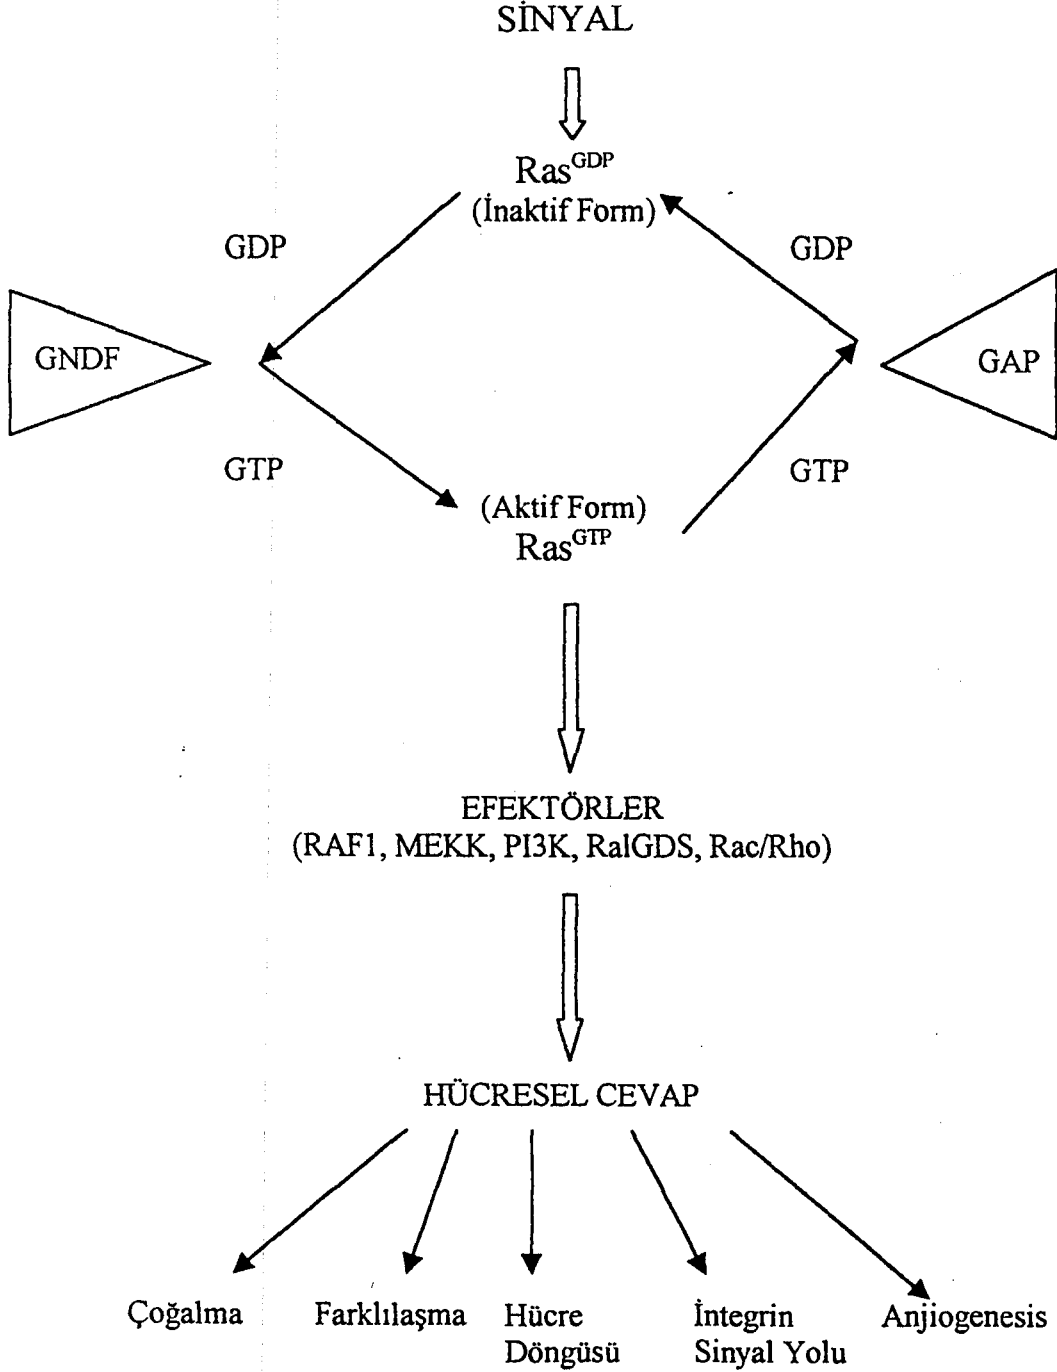 SİNYAL
Ras^GDP
(İnaktif Form)
GDP
GDP
GNDF
GAP
GTP
GTP
(Aktif Form)
Ras^GTP
EFEKTÖRLER
(RAF1, MEKK, PI3K, RalGDS, Rac/Rho)
HÜCRESEL CEVAP
Çoğalma
Farklılaşma
Hücre
Döngüsü
İntegrin
Sinyal Yolu
Anjiogenesis